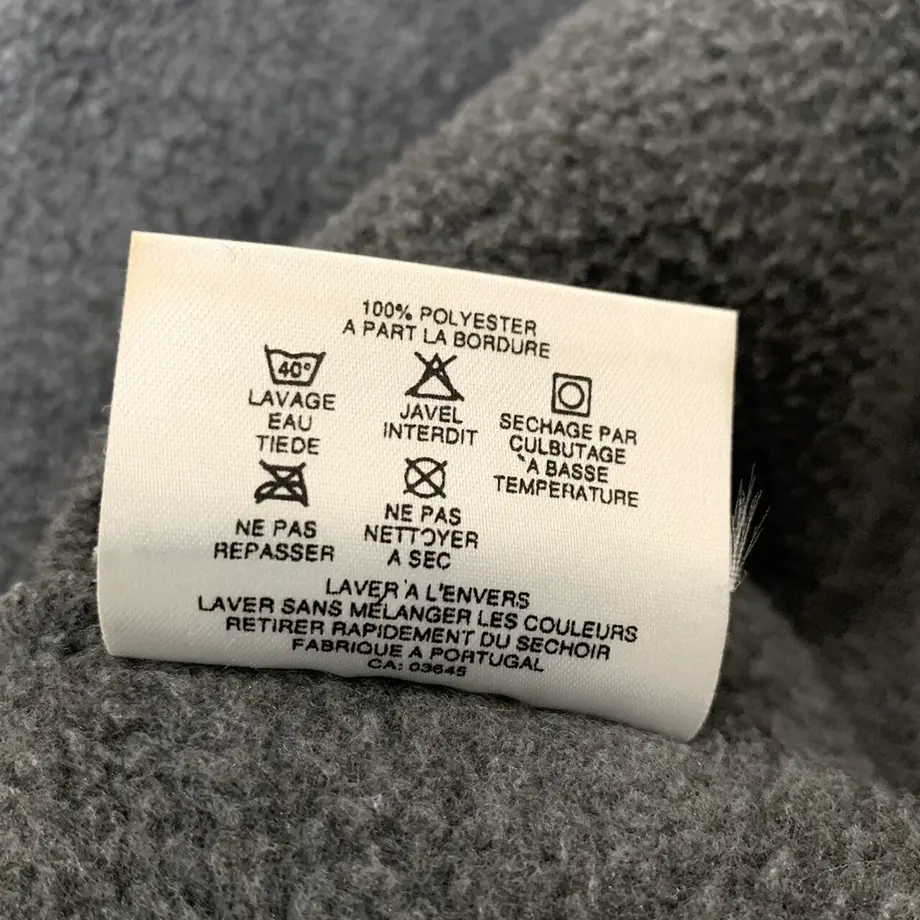 100% POLYESTER
A PART LA BORDURE
40°
LAVAGE
EAU
TIEDE
JAVEL
INTERDIT
SECHAGE PAR
CULBUTAGE
À BASSE
TEMPERATURE
NE PAS
REPASSER
NE PAS
NETTOYER
A SEC
LAVER À L'ENVERS
LAVER SANS MÉLANGER LES COULEURS
RETIRER RAPIDEMENT DU SECHOIR
FABRIQUE A PORTUGAL
CA: 03645